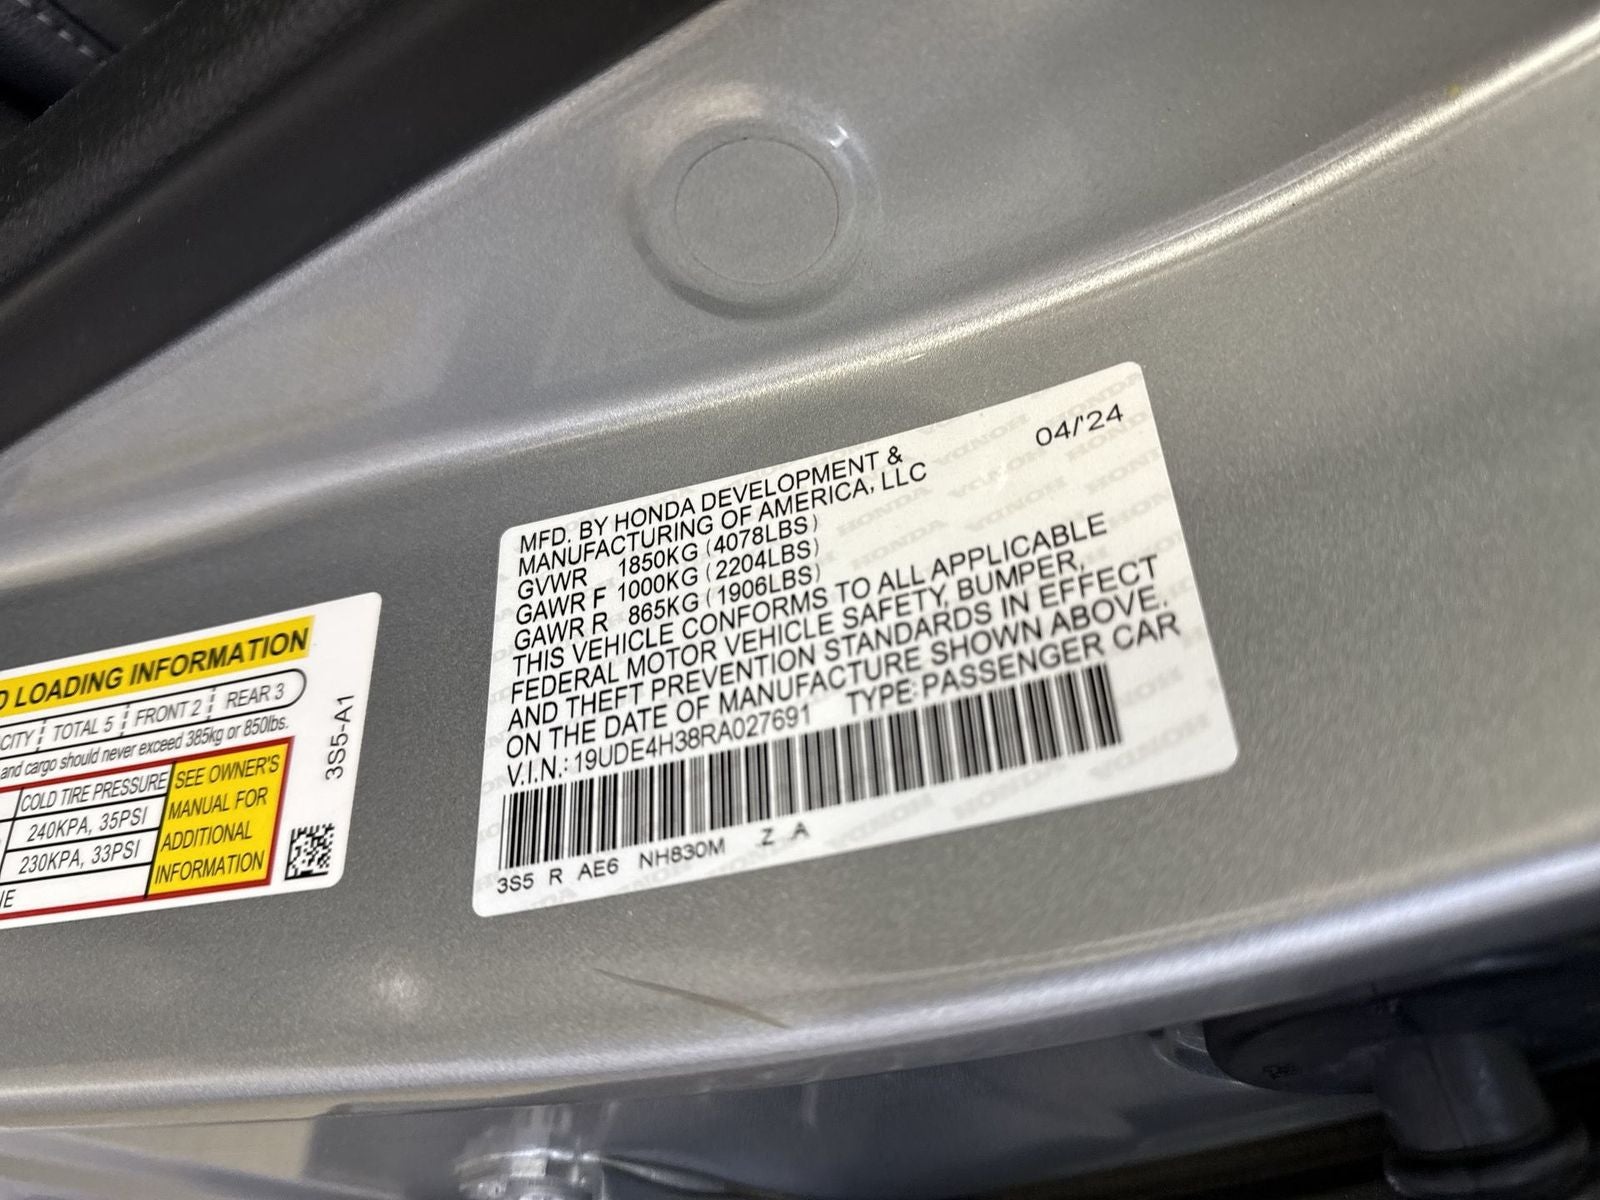 D LOADING INFORMATION
CITY TOTAL 5 FRONT 2 REAR 3
and cargo should never exceed 385kg or 850lbs.
COLD TIRE PRESSURE
240KPA, 35PSI
230KPA, 33PSI
SEE OWNER'S
MANUAL FOR
ADDITIONAL
INFORMATION
3S5-A1
04/'24
MFD. BY HONDA DEVELOPMENT &
MANUFACTURING OF AMERICA, LLC
GVWR 1850KG (4078LBS)
GAWR F 1000KG (2204LBS)
GAWR R 865KG (1906LBS)
THIS VEHICLE CONFORMS TO ALL APPLICABLE
FEDERAL MOTOR VEHICLE SAFETY, BUMPER,
AND THEFT PREVENTION STANDARDS IN EFFECT
ON THE DATE OF MANUFACTURE SHOWN ABOVE.
V.I.N.: 19UDE4H38RA027691 TYPE: PASSENGER CAR
3S5 R AE6 NH830M Z A